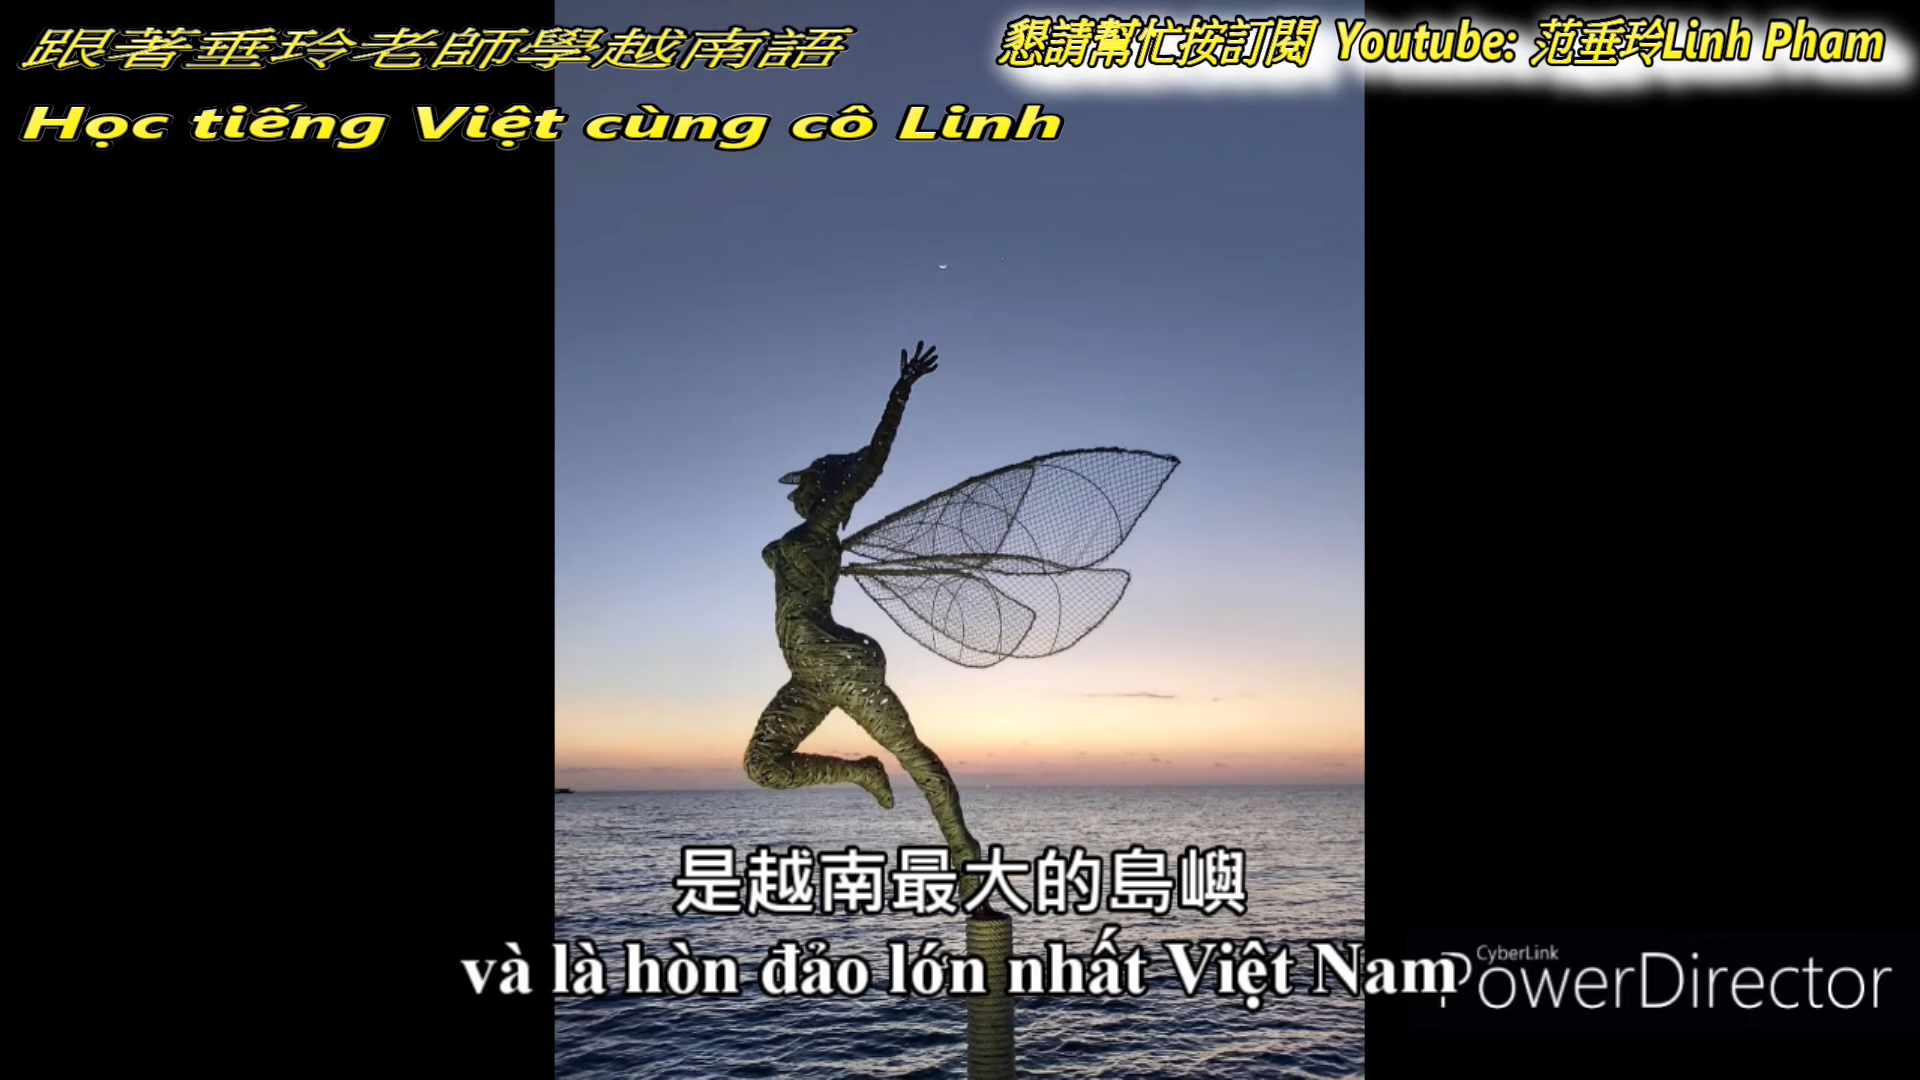 跟著垂玲老師學越南語
懇請幫忙按訂閱 Youtube: 范垂玲Linh Pham
Học tiếng Việt cùng cô Linh
是越南最大的島嶼
và là hòn đảo lớn nhất Việt Nam
CyberLink
PowerDirector